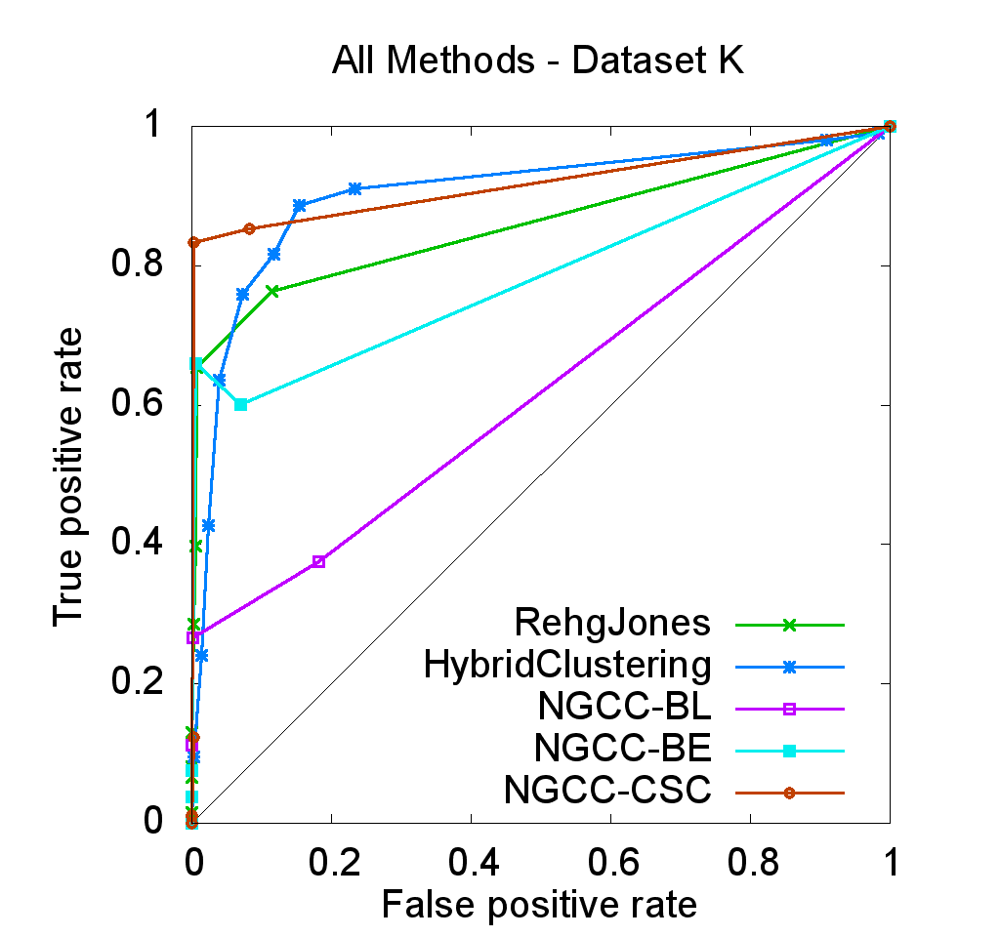 All Methods - Dataset K
1
0.8
0.6
0.4
0.2
0
True positive rate
RehgJones
HybridClustering
NGCC-BL
NGCC-BE
NGCC-CSC
0 0.2 0.4 0.6 0.8 1
False positive rate